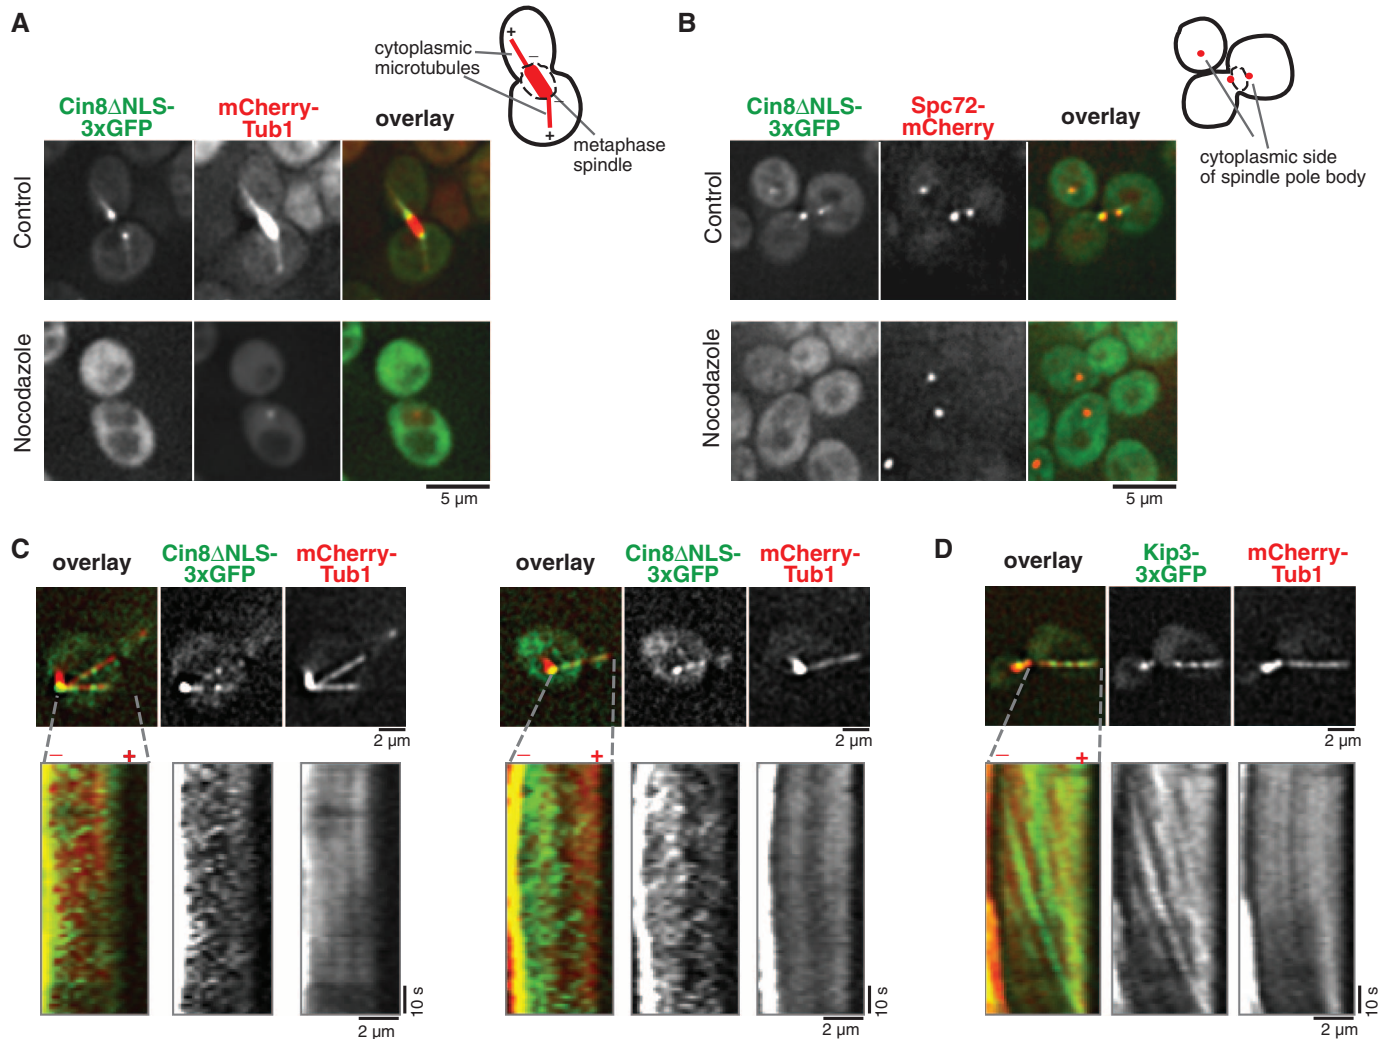 A
cytoplasmic
microtubules
+
–
–
+
metaphase
spindle
Cin8ΔNLS-
3xGFP
mCherry-
Tub1
overlay
Control
Nocodazole
5 µm
B
Cin8ΔNLS-
3xGFP
Spc72-
mCherry
overlay
cytoplasmic side
of spindle pole body
Control
Nocodazole
5 µm
C
overlay
Cin8ΔNLS-
3xGFP
mCherry-
Tub1
2 µm
– +
10 s
2 µm
overlay
Cin8ΔNLS-
3xGFP
mCherry-
Tub1
2 µm
– +
10 s
2 µm
D
overlay
Kip3-
3xGFP
mCherry-
Tub1
2 µm
– +
10 s
2 µm